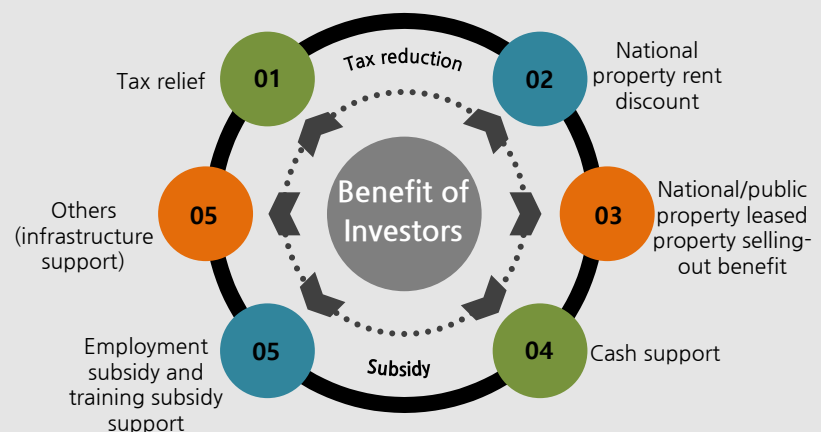 Tax reduction
01
Tax relief
02
National
property rent
discount
Benefit of
Investors
03
National/public
property leased
property selling-
out benefit
05
Others
(infrastructure
support)
04
Cash support
05
Employment
subsidy and
training subsidy
support
Subsidy